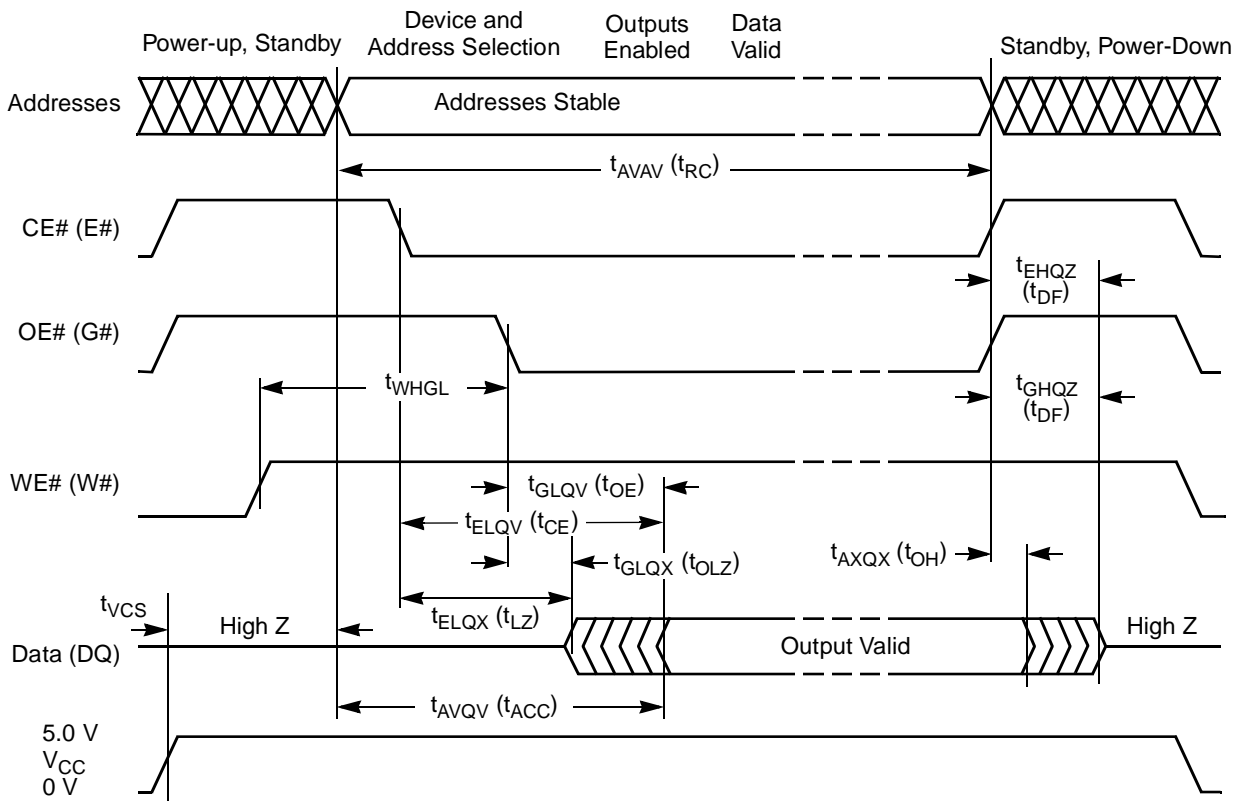 Power-up, Standby
Device and
Address Selection
Outputs
Enabled
Data
Valid
Standby, Power-Down
Addresses
Addresses Stable
tAVAV (tRC)
CE# (E#)
tEHQZ
(tDF)
OE# (G#)
tWHGL
tGHQZ
(tDF)
WE# (W#)
tGLQV (tOE)
tELQV (tCE)
tGLQX (tOLZ)
tAXQX (tOH)
tVCS
tELQX (tLZ)
High Z
High Z
Data (DQ)
Output Valid
tAVQV (tACC)
5.0 V
VCC
0 V